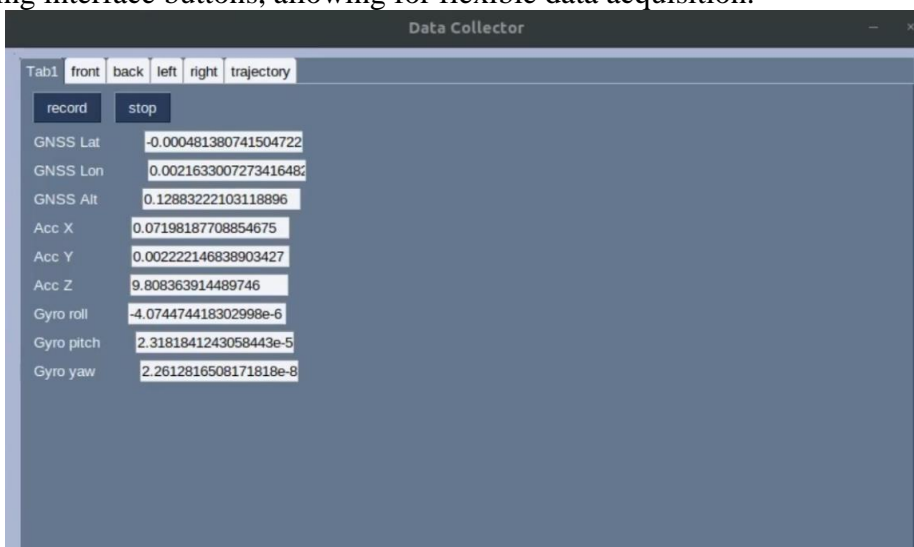 ing interface buttons, allowing for flexible data acquisition.
Data Collector
Tab1 front back left right trajectory
record stop
GNSS Lat -0.000481380741504722
GNSS Lon 0.0021633007273416482
GNSS Alt 0.12883222103118896
Acc X 0.07198187708854675
Acc Y 0.002222146838903427
Acc Z 9.808363914489746
Gyro roll -4.074474418302998e-6
Gyro pitch 2.3181841243058443e-5
Gyro yaw 2.2612816508171818e-8